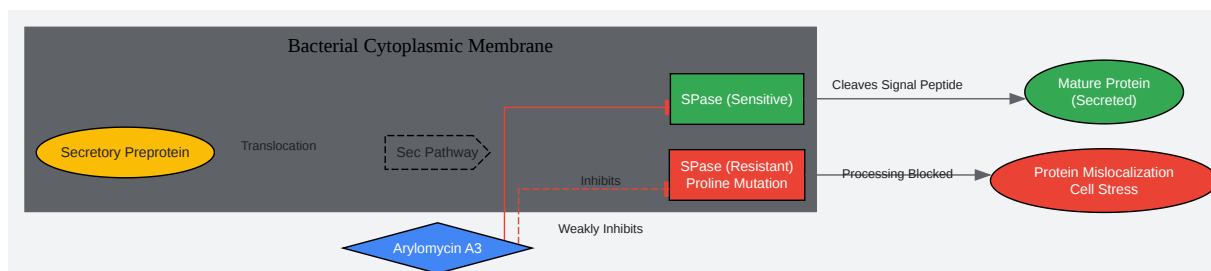 Bacterial Cytoplasmic Membrane
Secretory Preprotein
Translocation
Sec Pathway
SPase (Sensitive)
Cleaves Signal Peptide
Mature Protein
(Secreted)
SPase (Resistant)
Proline Mutation
Inhibits
Processing Blocked
Protein Mislocalization
Cell Stress
Weakly Inhibits
Arylomycin A3